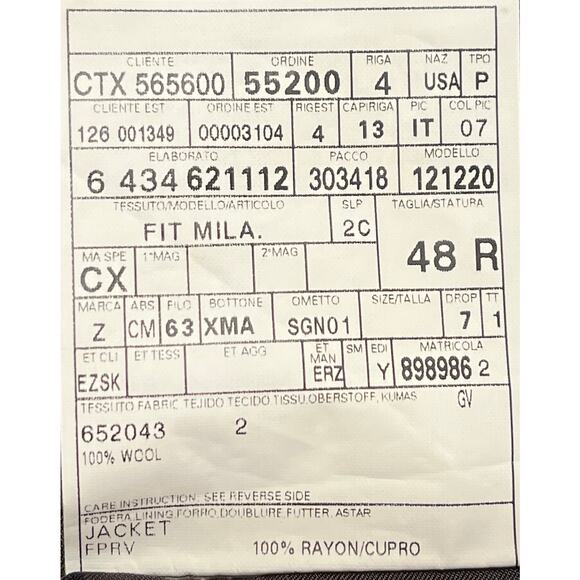 CLIENTE ORDINE RIGA NAZ TPO
CTX 565600 55200 4 USA P
CLIENTE EST ORDINE EST RIGEST CAPIRIGA PIC COL PIC
126 001349 00003104 4 13 IT 07
ELABORATO PACCO MODELLO
6 434 621112 303418 121220
TESSUTO/MODELLO/ARTICOLO SLP TAGLIA/STATURA
FIT MILA. 2C 48 R
MA SPE 1°MAG 2°MAG
CX
MARCA ABS FILO BOTTONE OMETTO SIZE/TALLA DROP TT
Z CM 63 XMA SGN01 7 1
ET CLI ET TESS ET AGG ET MAN SM EDI MATRICOLA
EZSK ERZ Y 898986 2
TESSUTO FABRIC TEJIDO TECIDO TISSU,OBERSTOFF, KUMAS GV
652043 2
100% WOOL
CARE INSTRUCTION: SEE REVERSE SIDE
FODERA,LINING FORRO,DOUBLURE,FUTTER, ASTAR
JACKET
FPRV 100% RAYON/CUPRO